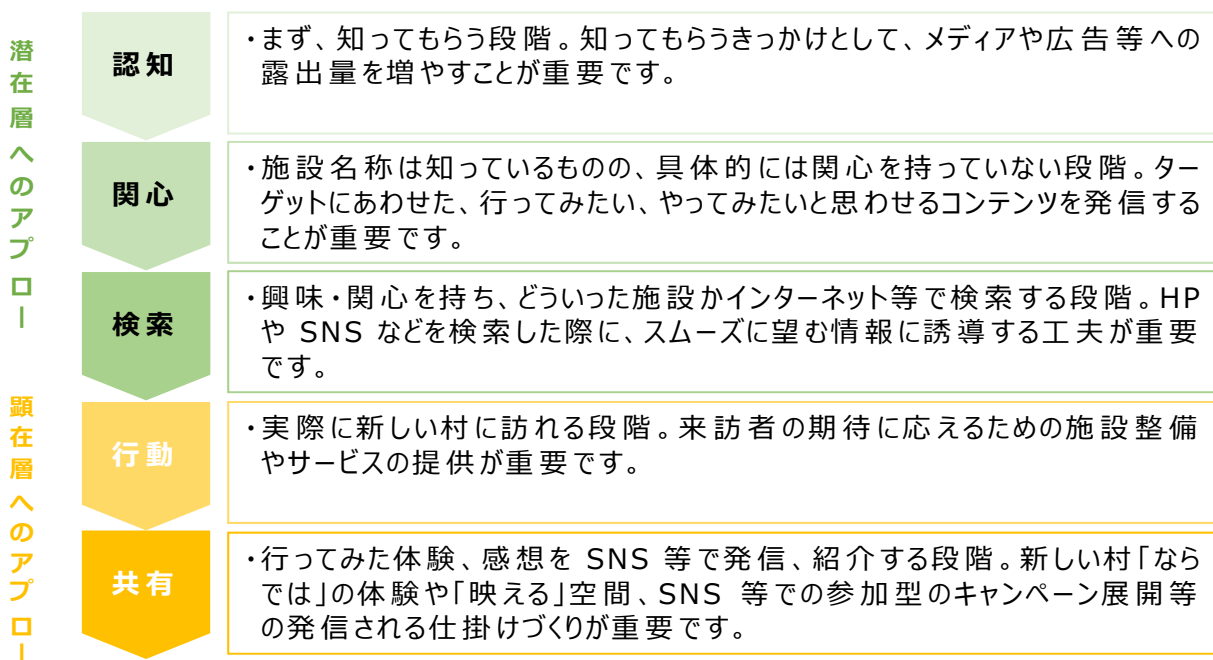 潜在層へのアプロー
認知
・まず、知ってもらう段階。知ってもらうきっかけとして、メディアや広告等への
露出量を増やすことが重要です。
関心
・施設名称は知っているものの、具体的には関心を持っていない段階。ター
ゲットにあわせた、行ってみたい、やってみたいと思わせるコンテンツを発信する
ことが重要です。
検索
・興味・関心を持ち、どういった施設かインターネット等で検索する段階。HP
や SNS などを検索した際に、スムーズに望む情報に誘導する工夫が重要
です。
顕在層へのアプロー
行動
・実際に新しい村に訪れる段階。来訪者の期待に応えるための施設整備
やサービスの提供が重要です。
共有
・行ってみた体験、感想を SNS 等で発信、紹介する段階。新しい村「なら
では」の体験や「映える」空間、SNS 等での参加型のキャンペーン展開等
の発信される仕掛けづくりが重要です。